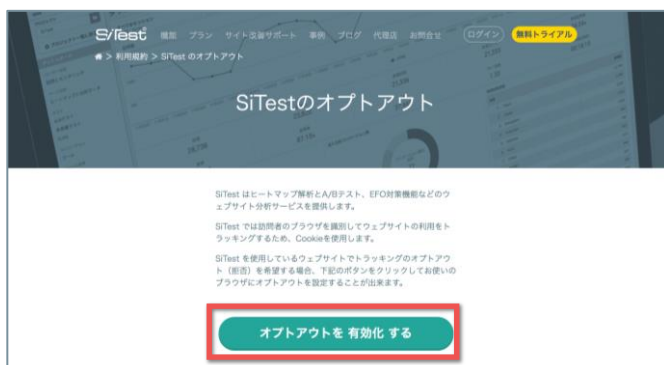 SiTest 機能 プラン サイト改善サポート 事例 ブログ 代理店 お問合せ ログイン 無料トライアル
> 利用規約 > SiTest のオプトアウト
SiTestのオプトアウト
SiTest はヒートマップ解析とA/Bテスト、EFO対策機能などのウ
ェブサイト分析サービスを提供します。
SiTest では訪問者のブラウザを識別してウェブサイトの利用をト
ラッキングするため、Cookieを使用します。
SiTest を使用しているウェブサイトでトラッキングのオプトアウ
ト（拒否）を希望する場合、下記のボタンをクリックしてお使いの
ブラウザにオプトアウトを設定することが出来ます。
オプトアウトを 有効化 する